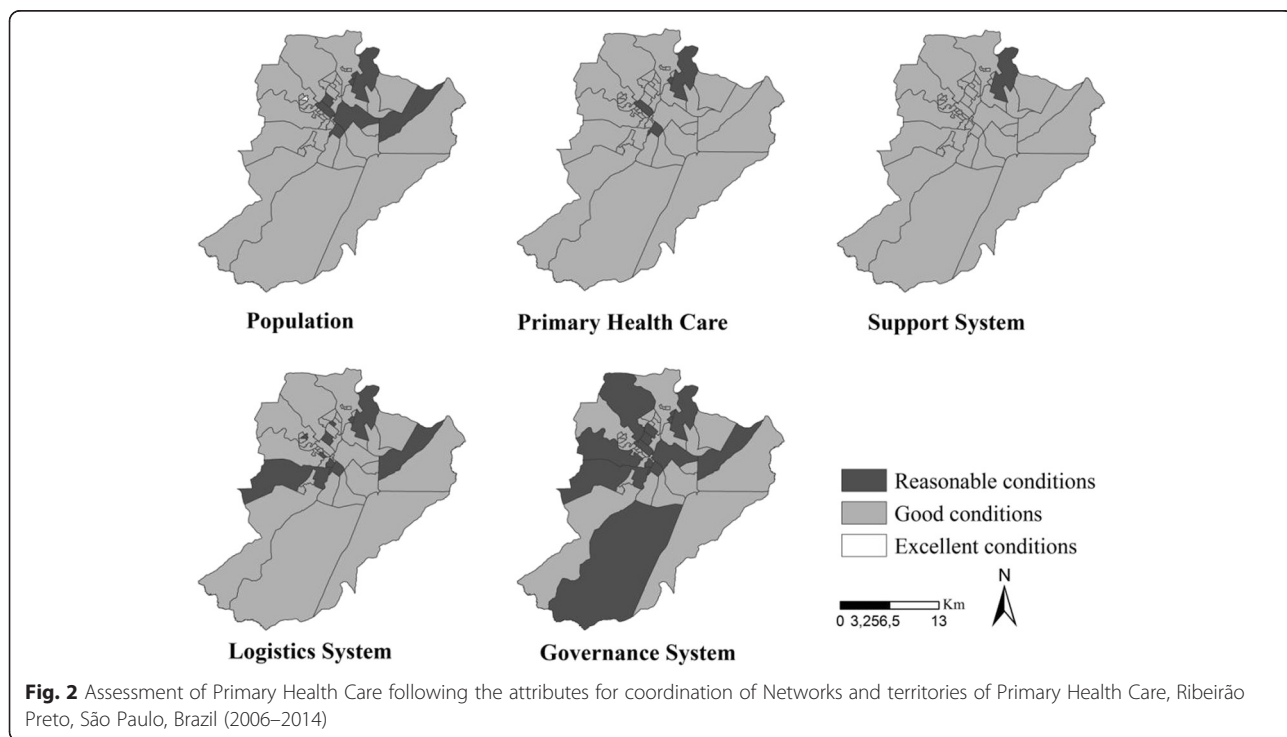 Population
Primary Health Care
Support System
Logistics System
Governance System
Reasonable conditions
Good conditions
Excellent conditions
N
Km
0 3,256,5 13
Fig. 2 Assessment of Primary Health Care following the attributes for coordination of Networks and territories of Primary Health Care, Ribeirão
Preto, São Paulo, Brazil (2006–2014)